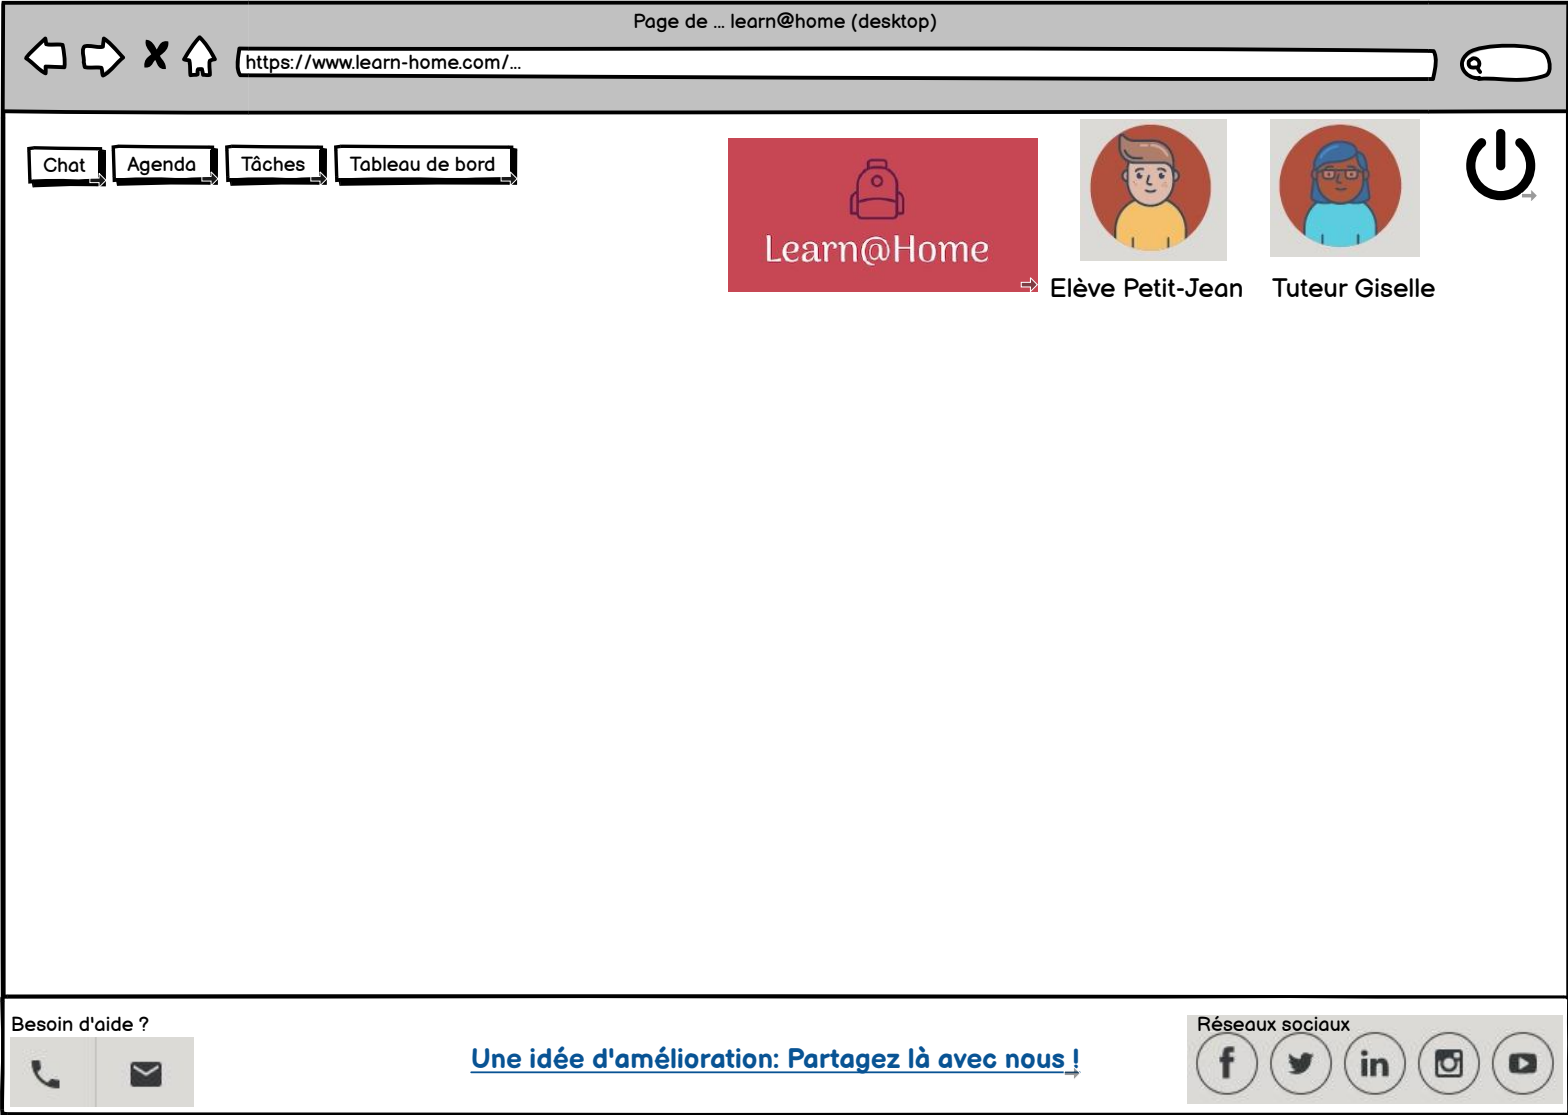 Page de ... learn@home (desktop)
https://www.learn-home.com/...
Chat
Agenda
Tâches
Tableau de bord
Learn@Home
Elève Petit-Jean
Tuteur Giselle
Besoin d'aide ?
Une idée d'amélioration: Partagez là avec nous !
Réseaux sociaux
f
in